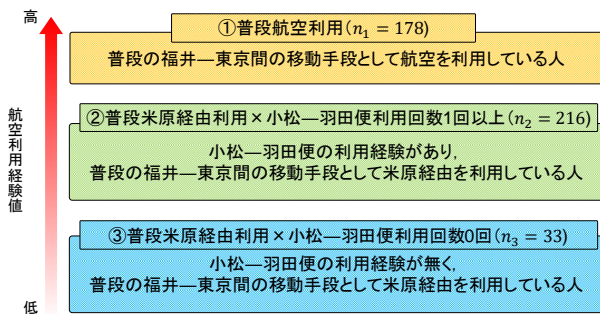 高
航空利用経験値
低
①普段航空利用(n₁ = 178)
普段の福井―東京間の移動手段として航空を利用している人
②普段米原経由利用×小松―羽田便利用回数1回以上(n₂ = 216)
小松―羽田便の利用経験があり,
普段の福井―東京間の移動手段として米原経由を利用している人
③普段米原経由利用×小松―羽田便利用回数0回(n₃ = 33)
小松―羽田便の利用経験が無く,
普段の福井―東京間の移動手段として米原経由を利用している人